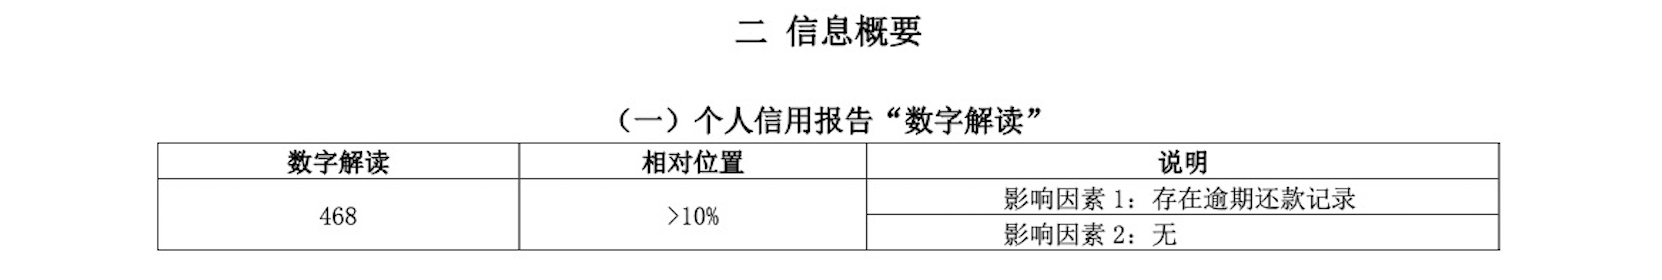 二 信息概要
（一）个人信用报告“数字解读”
数字解读 相对位置 说明
468 >10% 影响因素 1：存在逾期还款记录
影响因素 2：无